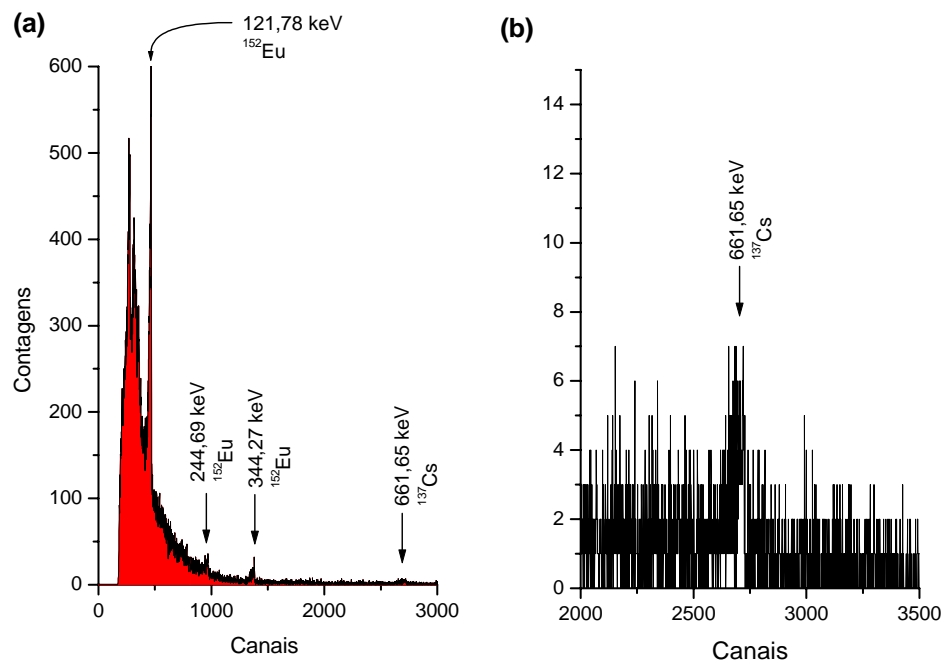 (a)
121,78 keV
152Eu
600
500
400
300
200
100
0
Contagens
244,69 keV
152Eu
344,27 keV
152Eu
661,65 keV
137Cs
0
1000
2000
3000
Canais
(b)
14
12
10
8
6
4
2
0
661,65 keV
137Cs
2000
2500
3000
3500
Canais